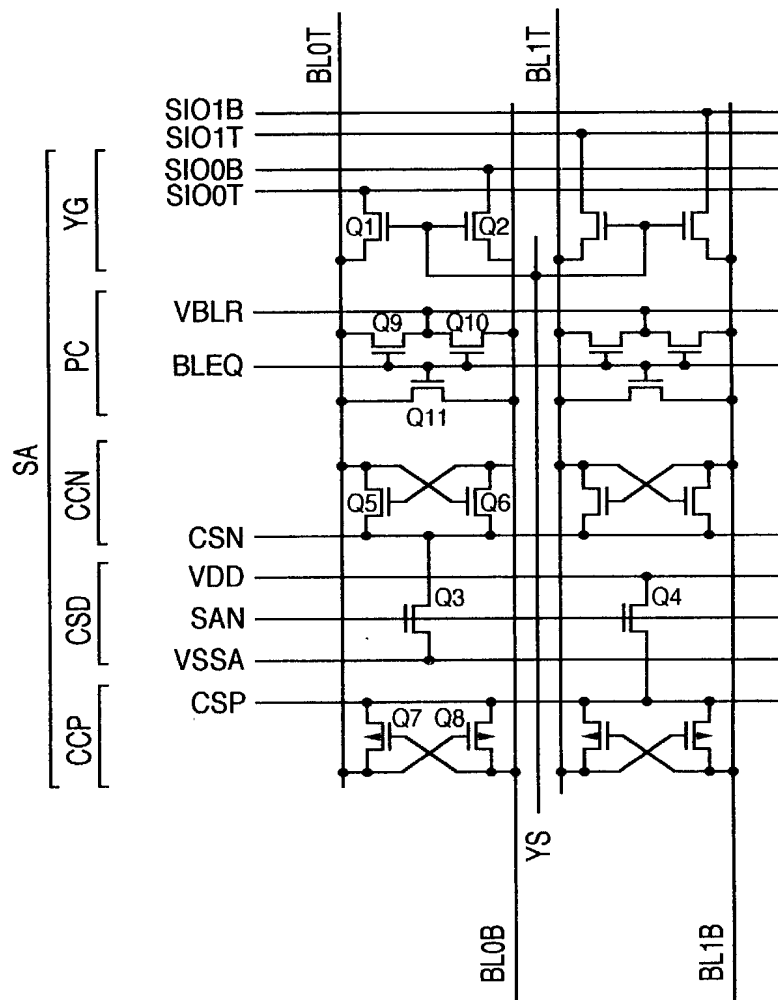 BL0T
BL1T
SIO1B
SIO1T
SIO0B
SIO0T
YG
Q1
Q2
VBLR
Q9
Q10
PC
BLEQ
Q11
SA
CCN
Q5
Q6
CSN
VDD
Q3
Q4
CSD
SAN
VSSA
CSP
CCP
Q7
Q8
YS
BL0B
BL1B